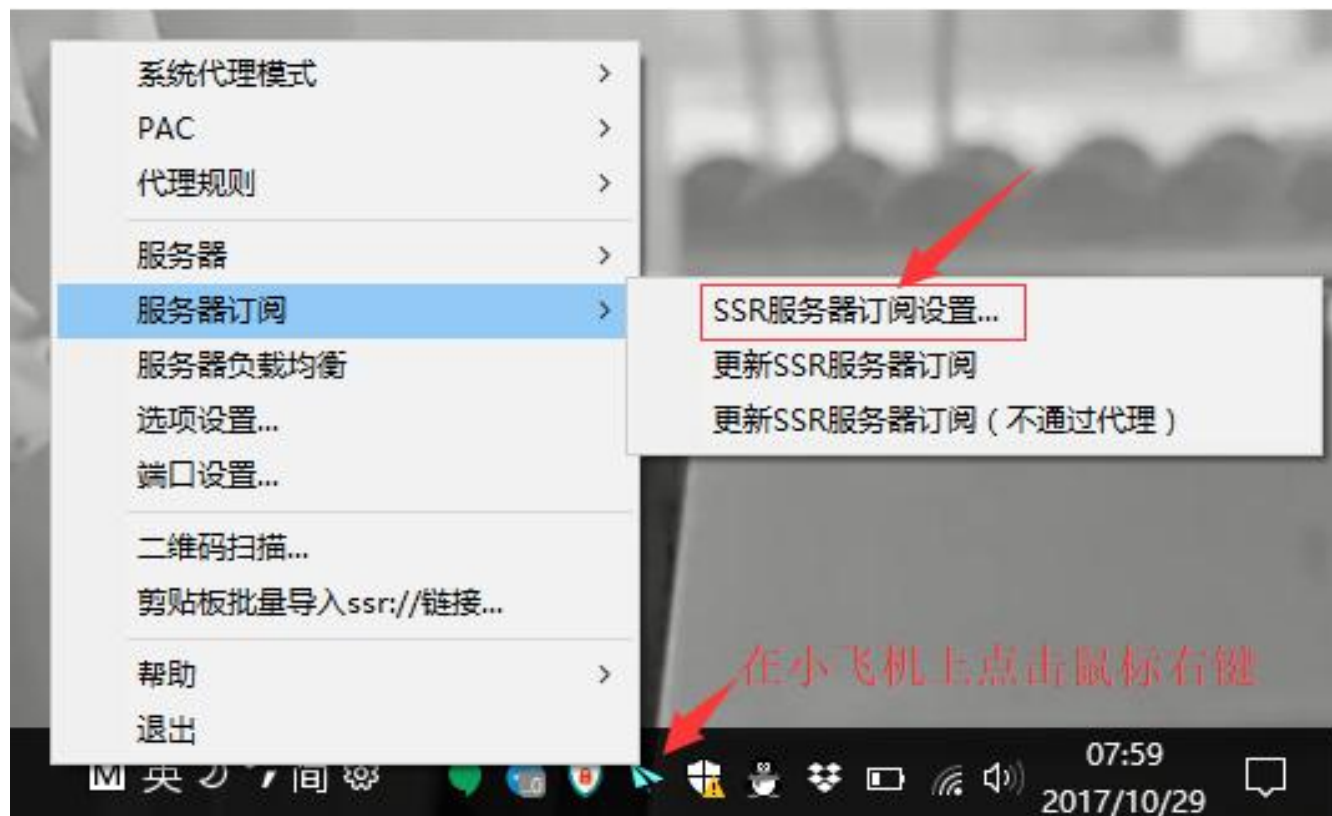 系统代理模式
PAC
代理规则
服务器
服务器订阅
SSR服务器订阅设置...
更新SSR服务器订阅
更新SSR服务器订阅（不通过代理）
服务器负载均衡
选项设置...
端口设置...
二维码扫描...
剪贴板批量导入ssr://链接...
帮助
退出
在小飞机上点击鼠标右键
M 英 简
07:59
2017/10/29